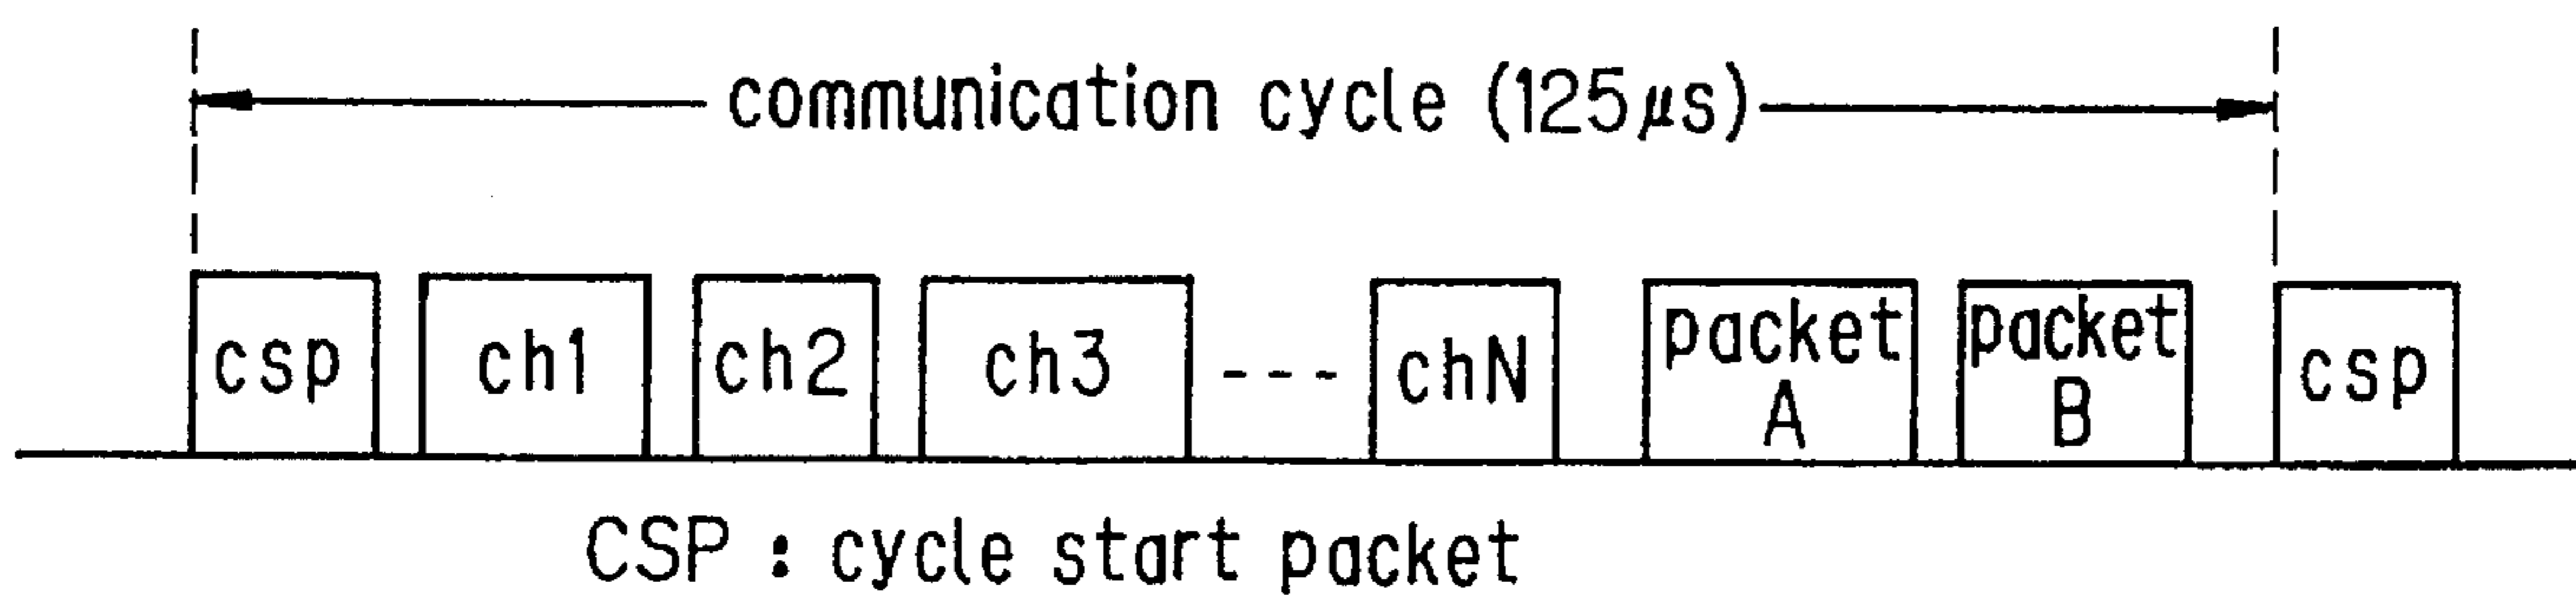 communication cycle (125μs)
csp ch1 ch2 ch3 --- chN packet A packet B csp
CSP : cycle start packet